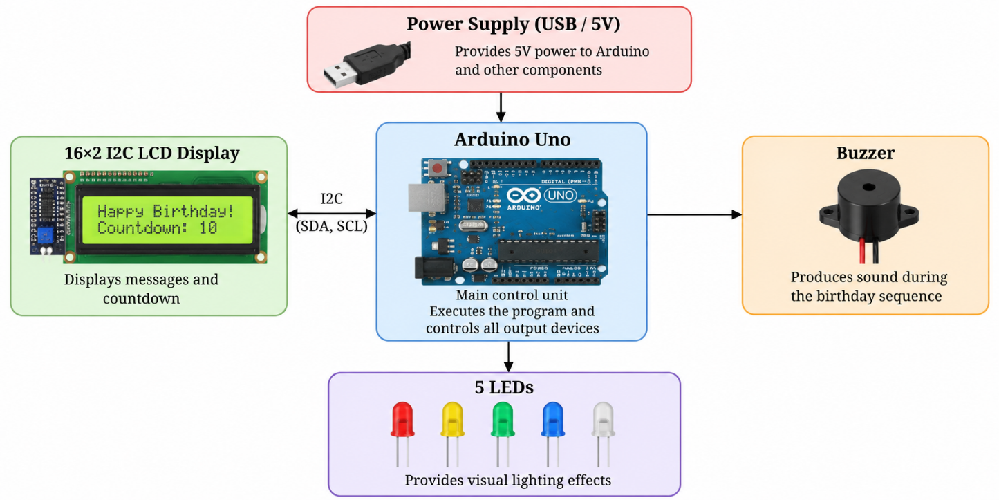 Power Supply (USB / 5V)
Provides 5V power to Arduino
and other components
16×2 I2C LCD Display
Happy Birthday!
Countdown: 10
Displays messages and
countdown
I2C
(SDA, SCL)
Arduino Uno
DIGITAL (PWM~)
UNO
ARDUINO
POWER
Main control unit
Executes the program and
controls all output devices
Buzzer
Produces sound during
the birthday sequence
5 LEDs
Provides visual lighting effects